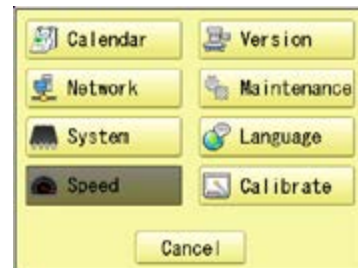 Calendar
Version
Network
Maintenance
System
Language
Speed
Calibrate
Cancel